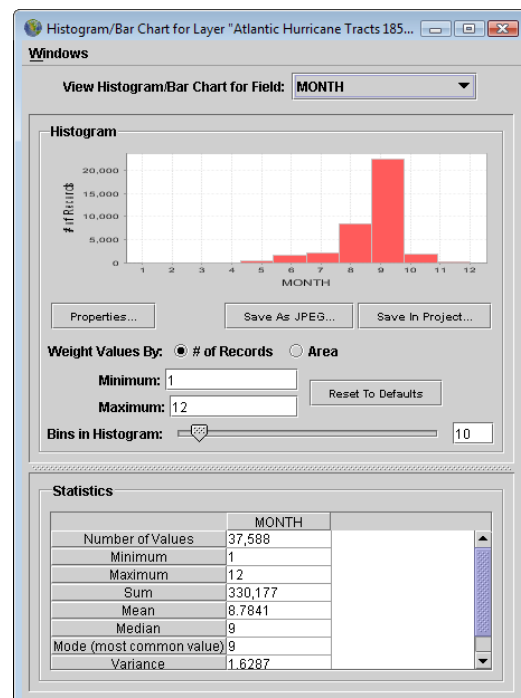 Histogram/Bar Chart for Layer "Atlantic Hurricane Tracts 185...
Windows
View Histogram/Bar Chart for Field: MONTH
Histogram
# of Records
20,000
15,000
10,000
5,000
0
1 2 3 4 5 6 7 8 9 10 11 12
MONTH
Properties... Save As JPEG... Save In Project...
Weight Values By: # of Records Area
Minimum: 1
Maximum: 12
Reset To Defaults
Bins in Histogram: 10
Statistics
MONTH
Number of Values 37,588
Minimum 1
Maximum 12
Sum 330,177
Mean 8.7841
Median 9
Mode (most common value) 9
Variance 1.6287